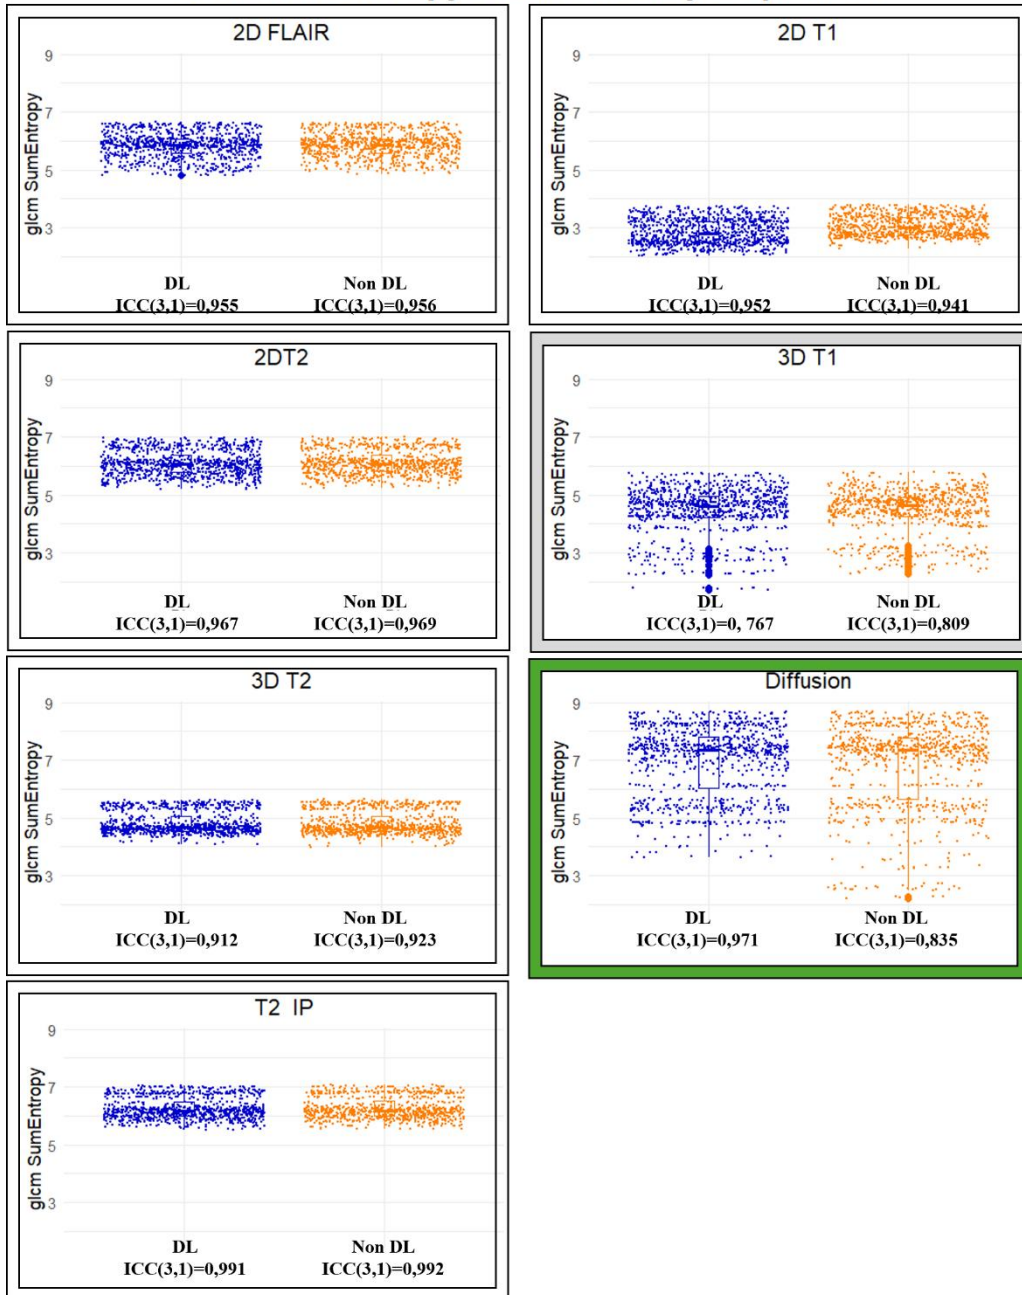 2D FLAIR
glcm SumEntropy
9
7
5
3
DL
Non DL
ICC(3,1)=0,955
ICC(3,1)=0,956
2D T1
glcm SumEntropy
9
7
5
3
DL
Non DL
ICC(3,1)=0,952
ICC(3,1)=0,941
2DT2
glcm SumEntropy
9
7
5
3
DL
Non DL
ICC(3,1)=0,967
ICC(3,1)=0,969
3D T1
glcm SumEntropy
9
7
5
3
DL
Non DL
ICC(3,1)=0, 767
ICC(3,1)=0,809
3D T2
glcm SumEntropy
9
7
5
3
DL
Non DL
ICC(3,1)=0,912
ICC(3,1)=0,923
Diffusion
glcm SumEntropy
9
7
5
3
DL
Non DL
ICC(3,1)=0,971
ICC(3,1)=0,835
T2 IP
glcm SumEntropy
9
7
5
3
DL
Non DL
ICC(3,1)=0,991
ICC(3,1)=0,992